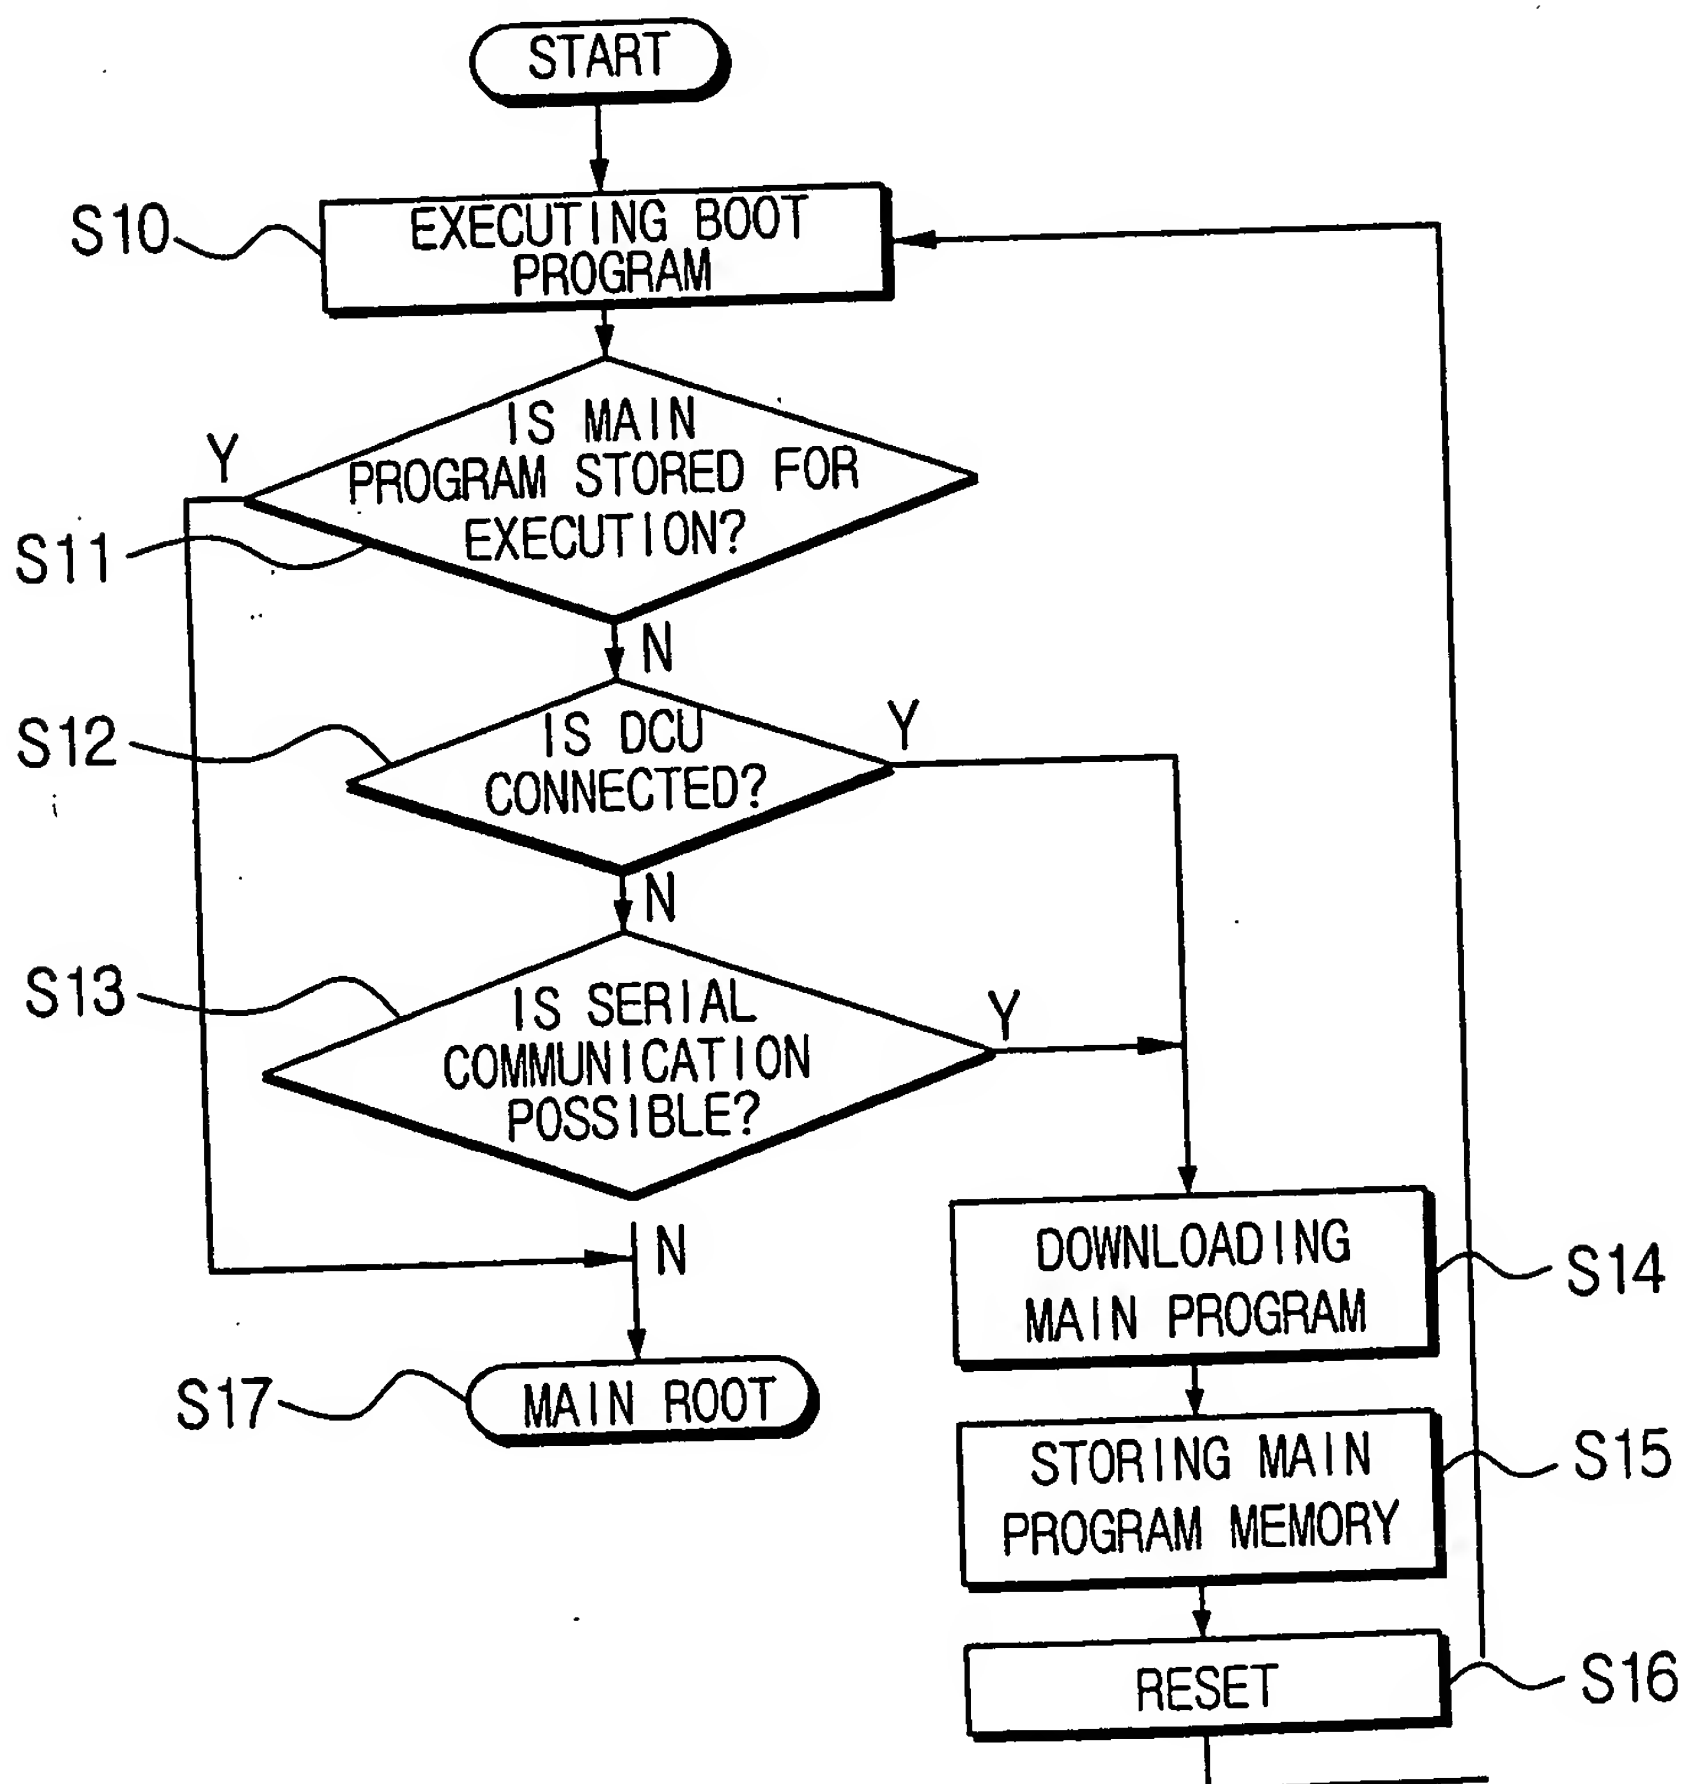 START
S10
EXECUTING BOOT
PROGRAM
IS MAIN
PROGRAM STORED FOR
EXECUTION?
Y
S11
N
S12
IS DCU
CONNECTED?
Y
N
S13
IS SERIAL
COMMUNICATION
POSSIBLE?
Y
N
DOWNLOADING
MAIN PROGRAM
S14
S17
MAIN ROOT
STORING MAIN
PROGRAM MEMORY
S15
RESET
S16